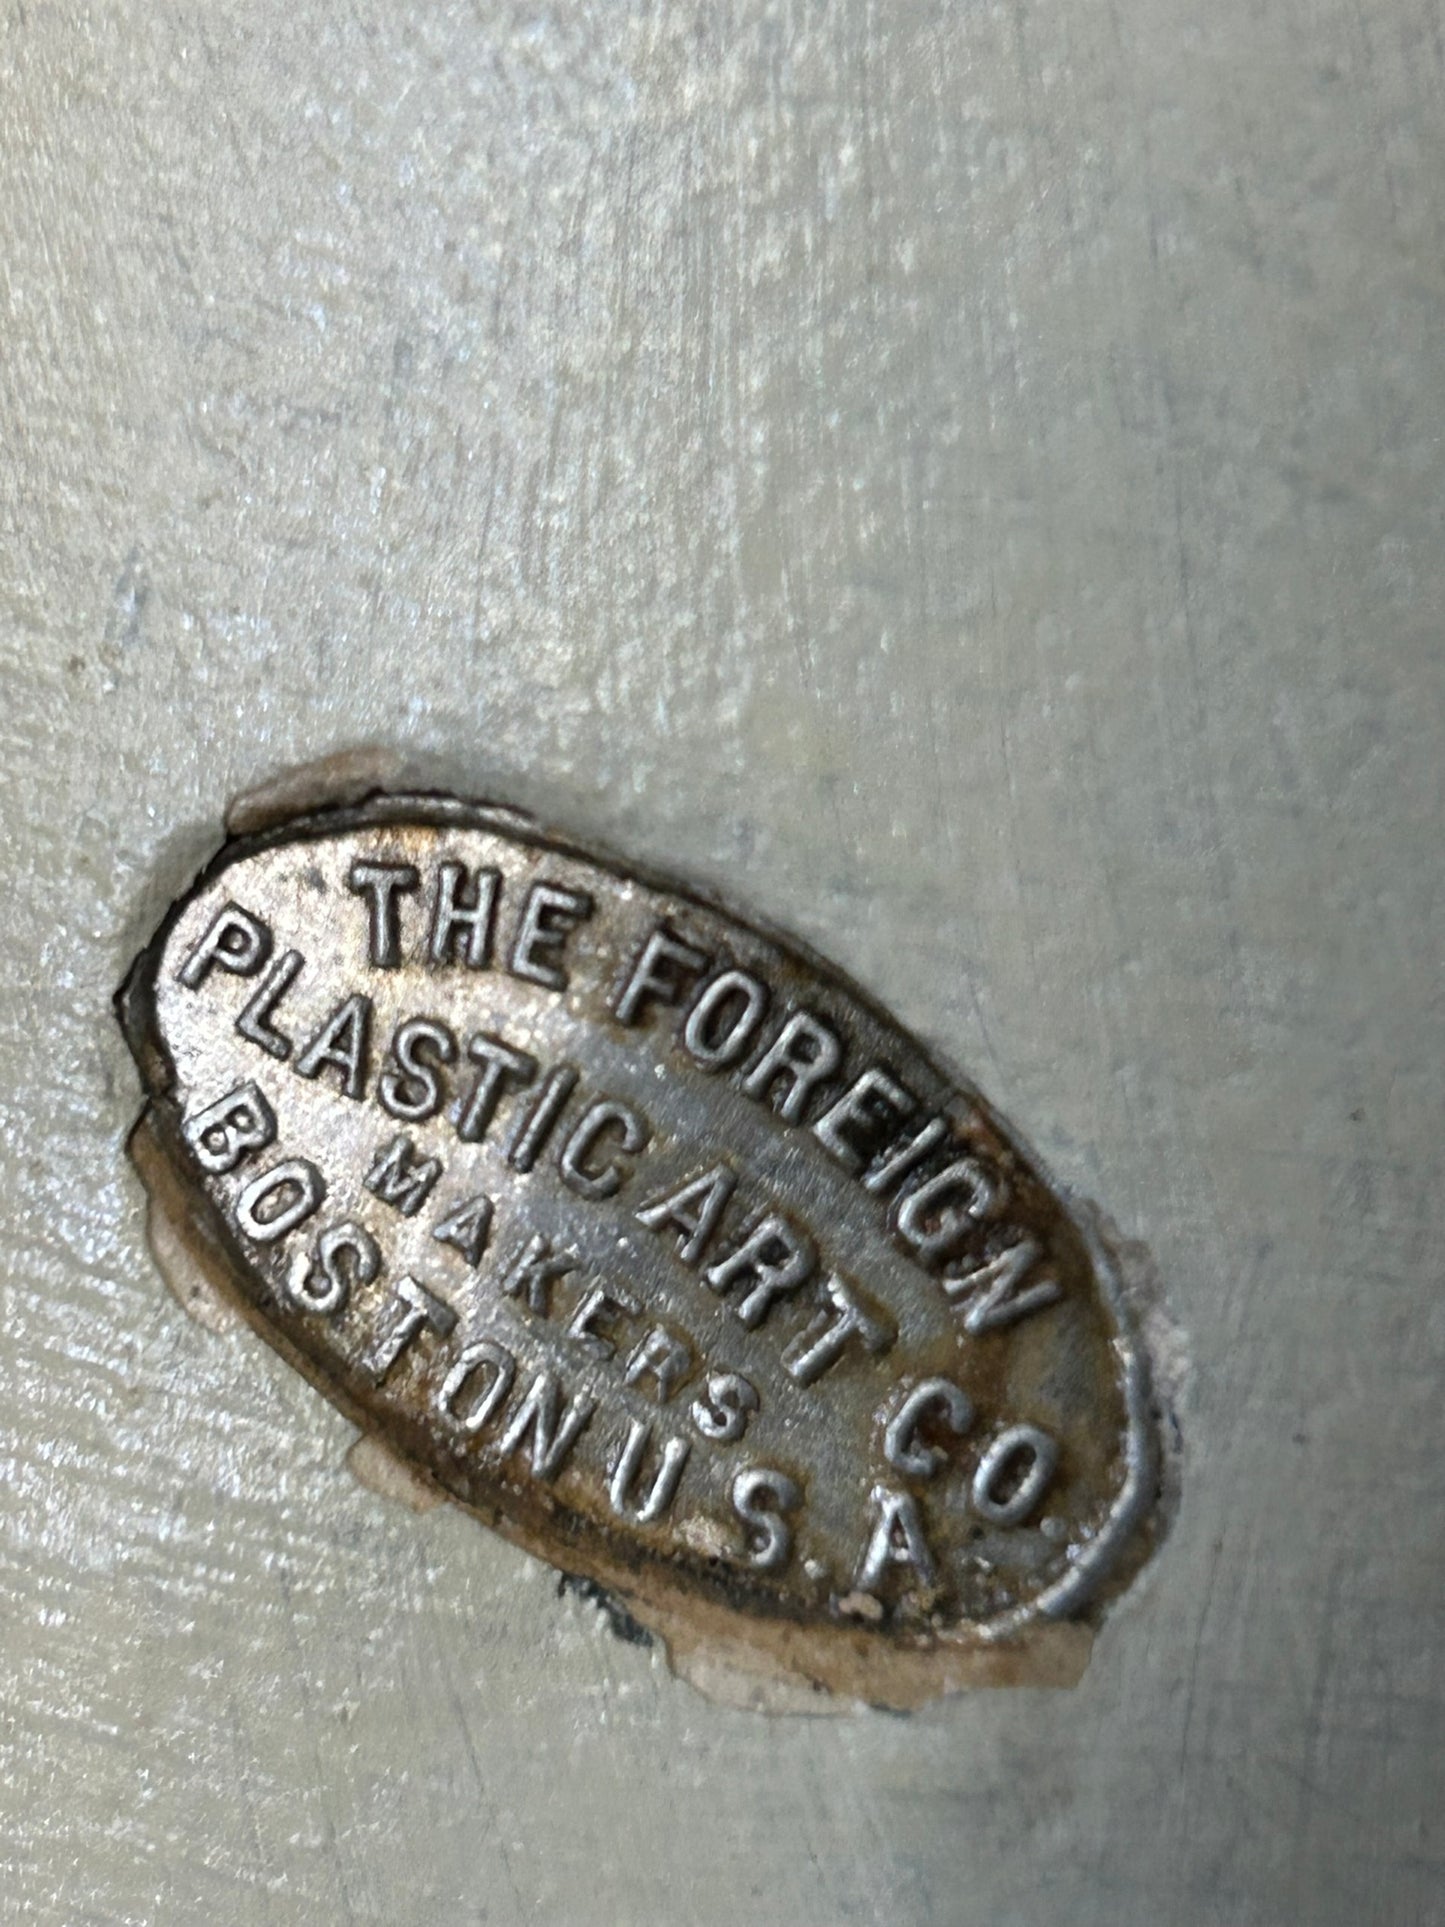 THE FOREIGN
PLASTIC ART CO.
MAKERS
BOSTON U.S.A